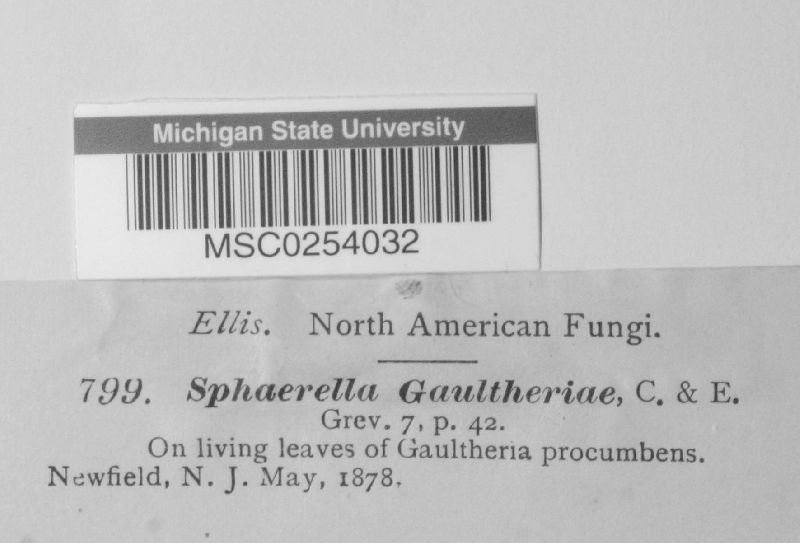 Michigan State University
MSC0254032
Ellis. North American Fungi.
799. Sphaerella Gaultheriae, C. & E.
Grev. 7, p. 42.
On living leaves of Gaultheria procumbens.
Newfield, N. J. May, 1878.